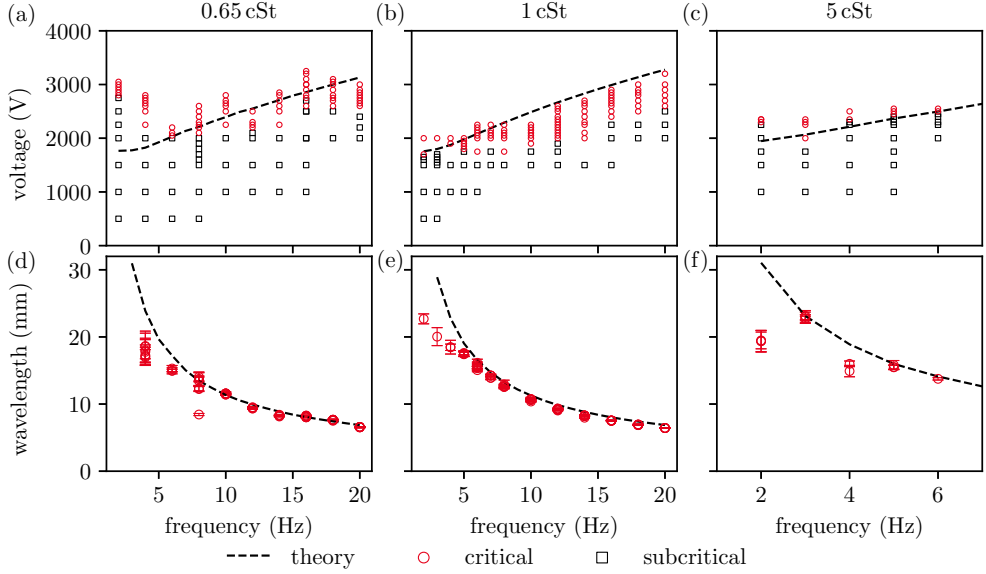 (a) 0.65 cSt (b) 1 cSt (c) 5 cSt
4000
3000
2000
1000
0
voltage (V)
(d) (e) (f)
30
20
10
0
wavelength (mm)
5 10 15 20 5 10 15 20 2 4 6
frequency (Hz) frequency (Hz) frequency (Hz)
theory critical subcritical